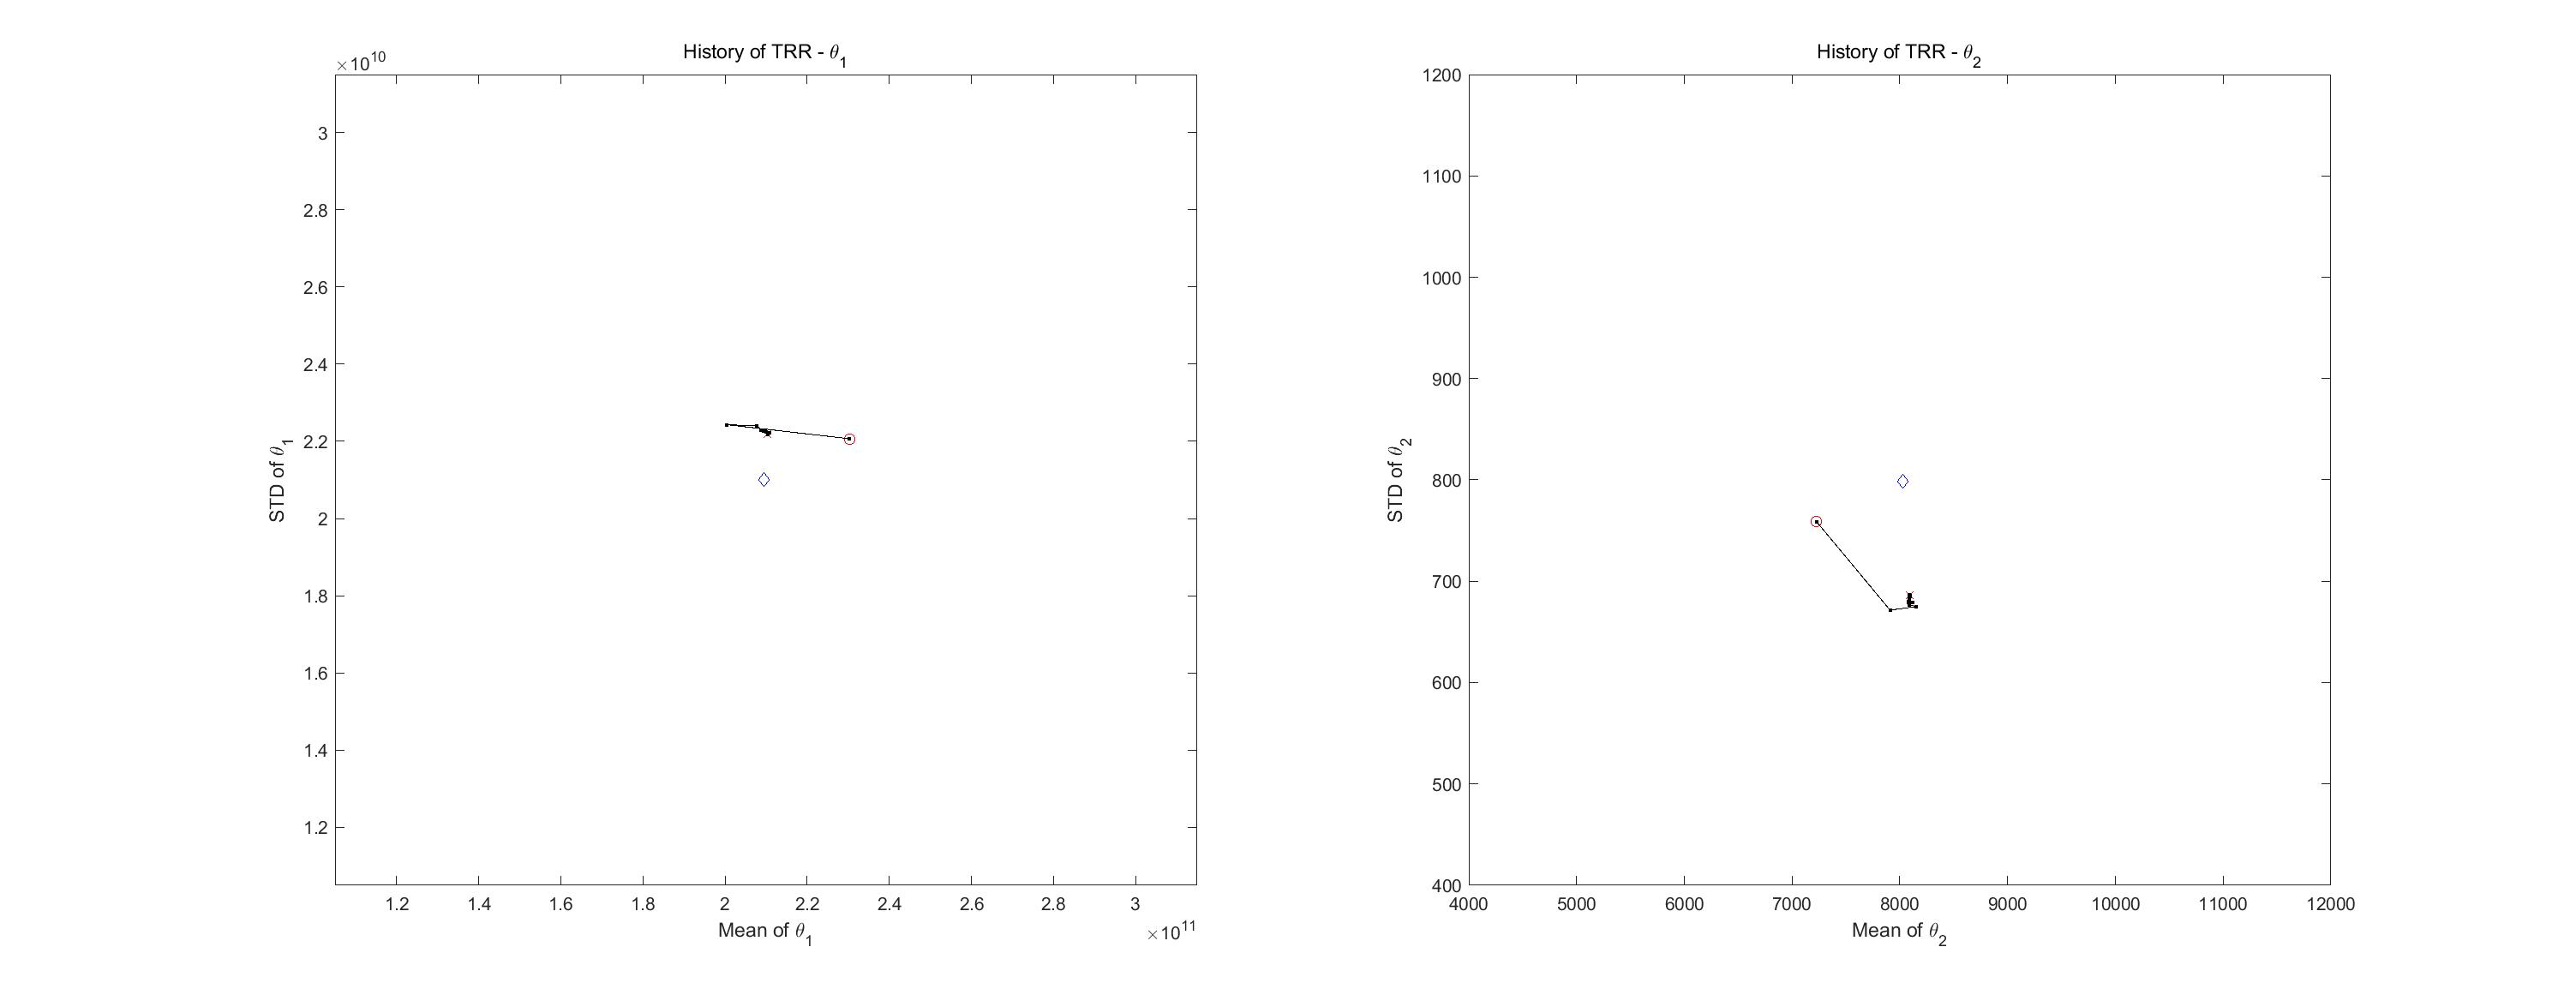 History of TRR - θ1
×10^10
3
2.8
2.6
2.4
2.2
2
1.8
1.6
1.4
1.2
STD of θ1
1.2 1.4 1.6 1.8 2 2.2 2.4 2.6 2.8 3
Mean of θ1
×10^11
History of TRR - θ2
1200
1100
1000
900
800
700
600
500
400
STD of θ2
4000 5000 6000 7000 8000 9000 10000 11000 12000
Mean of θ2